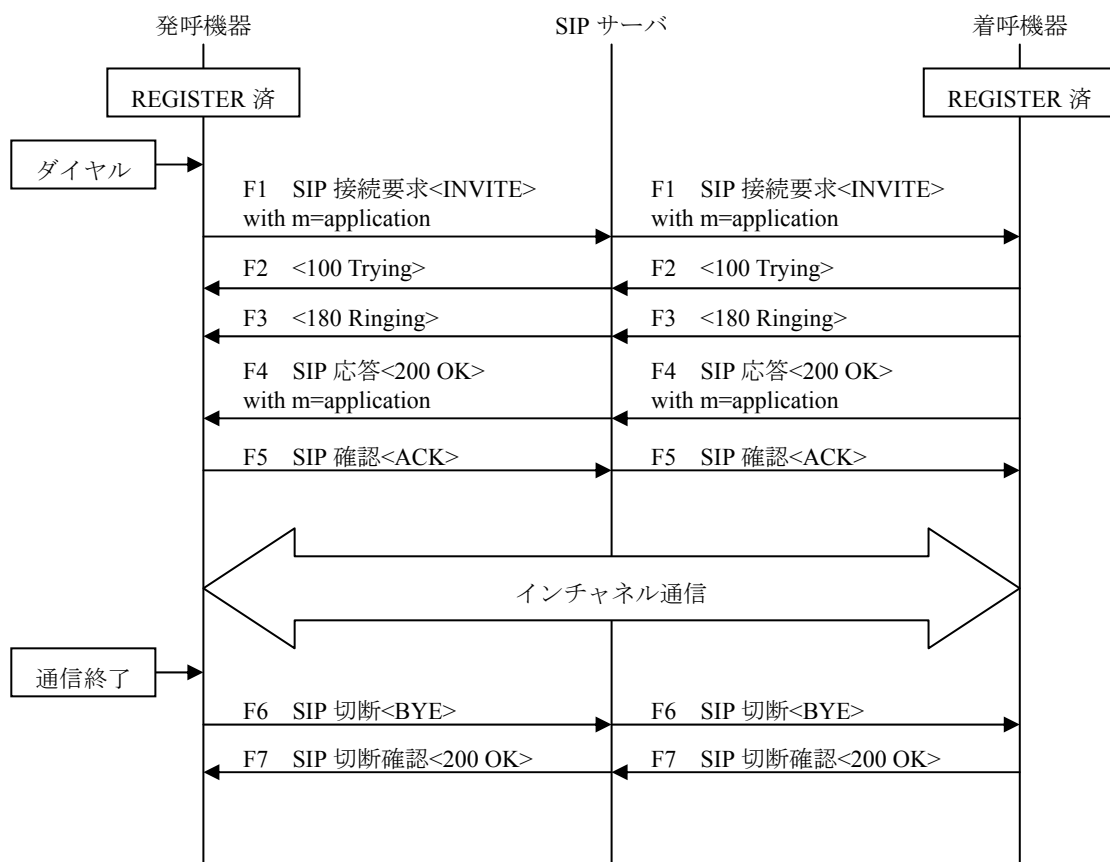 発呼機器 SIP サーバ 着呼機器
REGISTER 済 REGISTER 済
ダイヤル
F1 SIP 接続要求<INVITE> F1 SIP 接続要求<INVITE>
with m=application with m=application
F2 <100 Trying> F2 <100 Trying>
F3 <180 Ringing> F3 <180 Ringing>
F4 SIP 応答<200 OK> F4 SIP 応答<200 OK>
with m=application with m=application
F5 SIP 確認<ACK> F5 SIP 確認<ACK>
インチャネル通信
通信終了
F6 SIP 切断<BYE> F6 SIP 切断<BYE>
F7 SIP 切断確認<200 OK> F7 SIP 切断確認<200 OK>